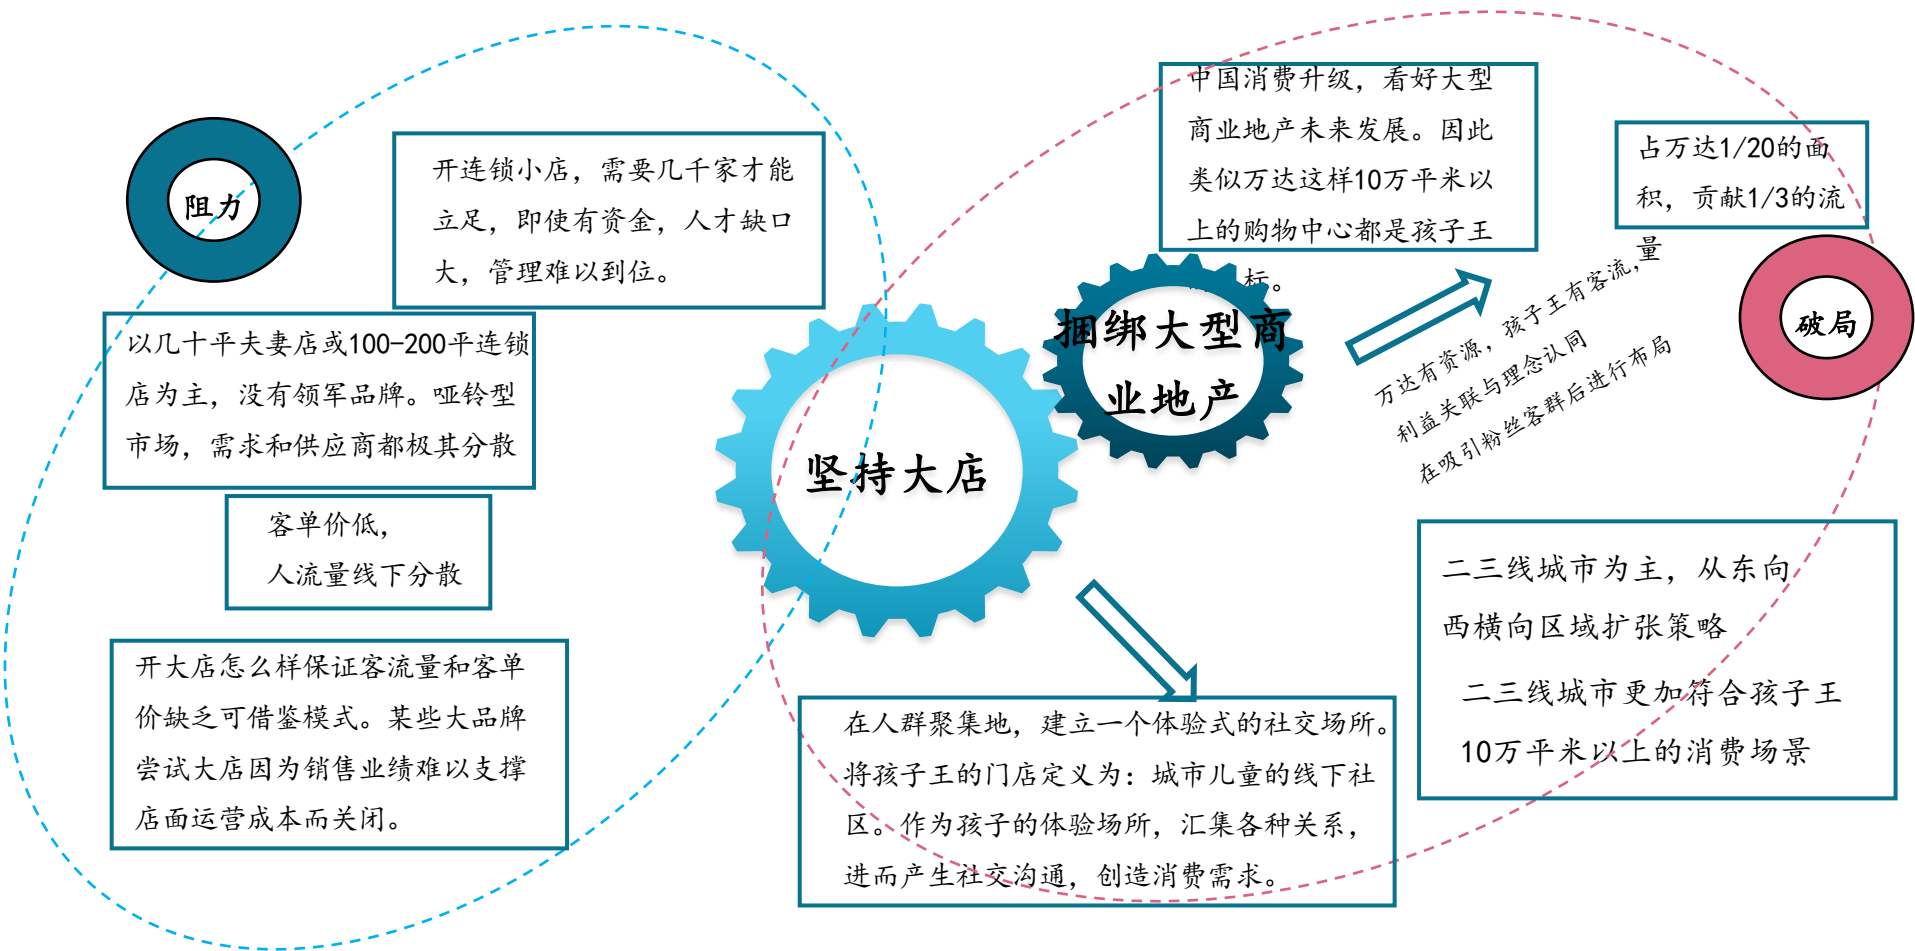 阻力
开连锁小店，需要几千家才能
立足，即使有资金，人才缺口
大，管理难以到位。
以几十平夫妻店或100-200平连锁
店为主，没有领军品牌。哑铃型
市场，需求和供应商都极其分散
客单价低，
人流量线下分散
开大店怎么样保证客流量和客单
价缺乏可借鉴模式。某些大品牌
尝试大店因为销售业绩难以支撑
店面运营成本而关闭。
坚持大店
捆绑大型商
业地产
中国消费升级，看好大型
商业地产未来发展。因此
类似万达这样10万平米以
上的购物中心都是孩子王
标。
占万达1/20的面
积，贡献1/3的流
量
破局
万达有资源，孩子王有客流，
利益关联与理念认同
在吸引粉丝客群后进行布局
二三线城市为主，从东向
西横向区域扩张策略
二三线城市更加符合孩子王
10万平米以上的消费场景
在人群聚集地，建立一个体验式的社交场所。
将孩子王的门店定义为：城市儿童的线下社
区。作为孩子的体验场所，汇集各种关系，
进而产生社交沟通，创造消费需求。